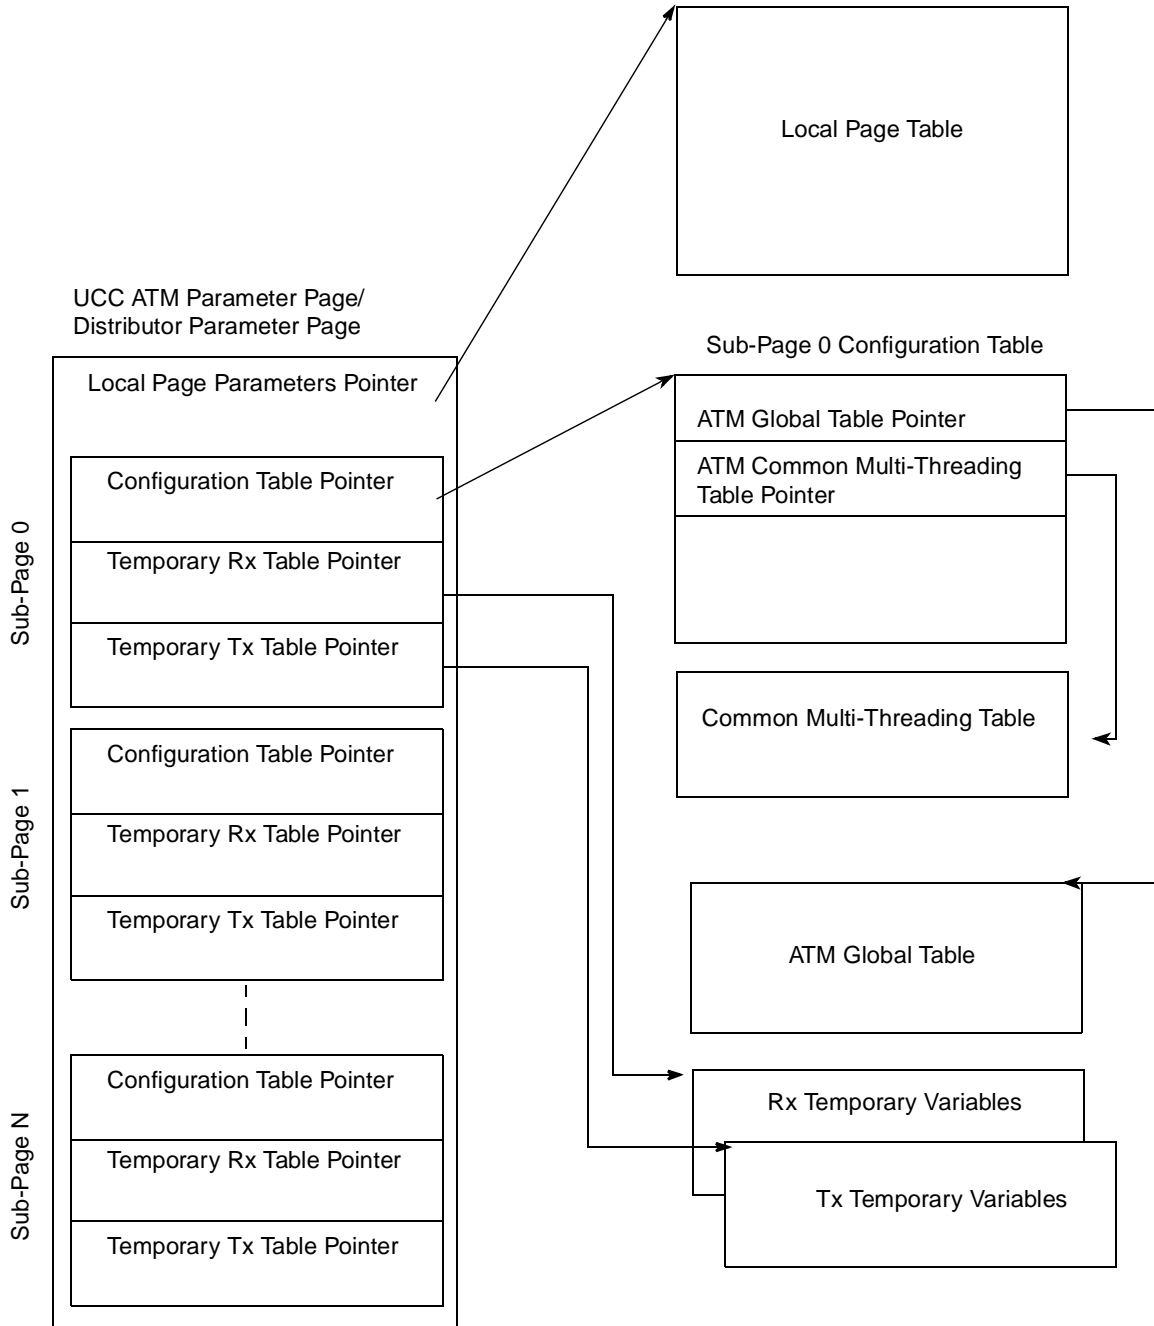 Local Page Table
UCC ATM Parameter Page/
Distributor Parameter Page
Local Page Parameters Pointer
Sub-Page 0
Configuration Table Pointer
Temporary Rx Table Pointer
Temporary Tx Table Pointer
Sub-Page 1
Configuration Table Pointer
Temporary Rx Table Pointer
Temporary Tx Table Pointer
Sub-Page N
Configuration Table Pointer
Temporary Rx Table Pointer
Temporary Tx Table Pointer
Sub-Page 0 Configuration Table
ATM Global Table Pointer
ATM Common Multi-Threading
Table Pointer
Common Multi-Threading Table
ATM Global Table
Rx Temporary Variables
Tx Temporary Variables